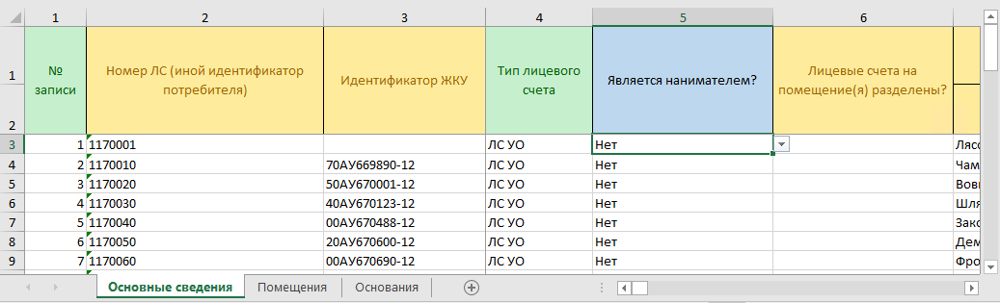 1 2 3 4 5 6
1 № записи Номер ЛС (иной идентификатор потребителя) Идентификатор ЖКУ Тип лицевого счета Является нанимателем? Лицевые счета на помещение(я) разделены?
2
3 1 1170001 ЛС УО Нет Лясс
4 2 1170010 70АУ669890-12 ЛС УО Нет Чам
5 3 1170020 50АУ670001-12 ЛС УО Нет Вови
6 4 1170030 40АУ670123-12 ЛС УО Нет Шля
7 5 1170040 00АУ670488-12 ЛС УО Нет Зако
8 6 1170050 20АУ670600-12 ЛС УО Нет Дем
9 7 1170060 00АУ670690-12 ЛС УО Нет Фро
Основные сведения Помещения Основания